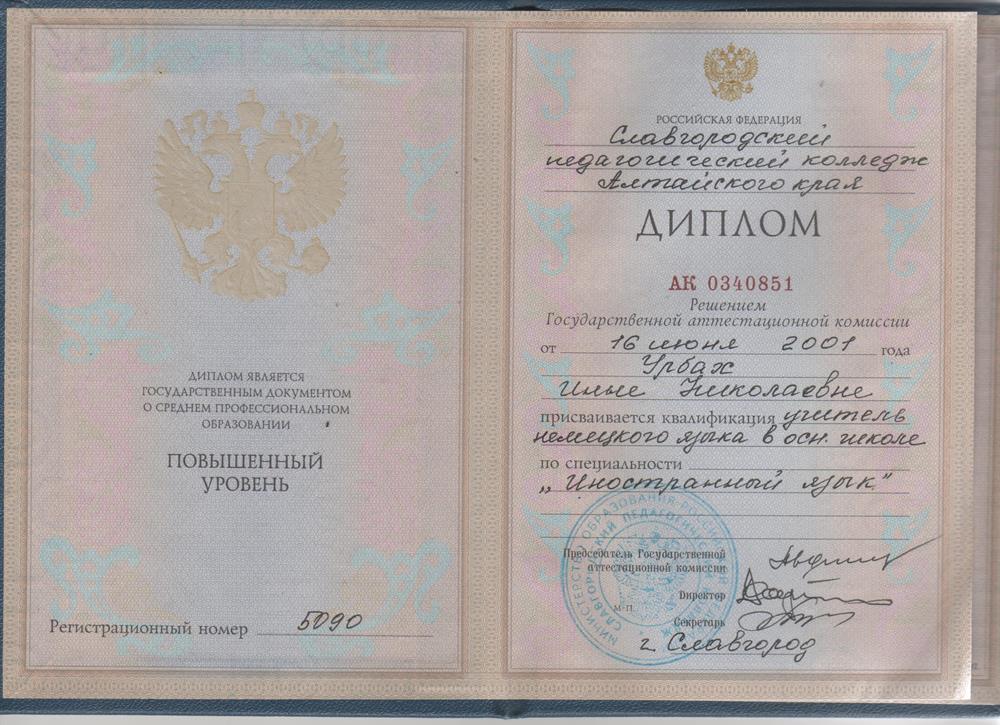 ДИПЛОМ ЯВЛЯЕТСЯ
ГОСУДАРСТВЕННЫМ ДОКУМЕНТОМ
О СРЕДНЕМ ПРОФЕССИОНАЛЬНОМ
ОБРАЗОВАНИИ
ПОВЫШЕННЫЙ
УРОВЕНЬ
Регистрационный номер 5090
РОССИЙСКАЯ ФЕДЕРАЦИЯ
Славгородский
педагогический колледж
Алтайского края
ДИПЛОМ
АК 0340851
Решением
Государственной аттестационной комиссии
от 16 июня 2001 года
Урбах
Николаевне
присваивается квалификация учитель
немецкого языка в осн. школе
по специальности
„Иностранный язык"
Председатель Государственной
аттестационной комиссии
Директор
М·П.
Секретарь
г. Славгород